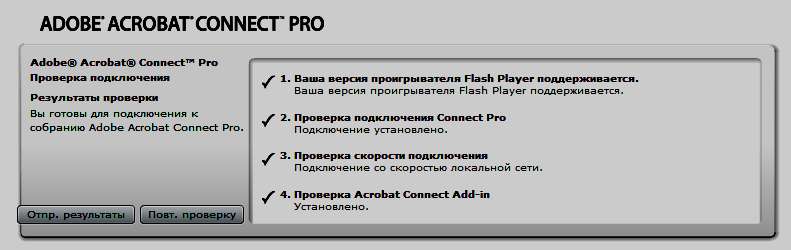 ADOBE® ACROBAT® CONNECT™ PRO
Adobe® Acrobat® Connect™ Pro
Проверка подключения
Результаты проверки
Вы готовы для подключения к
собранию Adobe Acrobat Connect Pro.
Отпр. результаты
Повт. проверку
1. Ваша версия проигрывателя Flash Player поддерживается.
Ваша версия проигрывателя Flash Player поддерживается.
2. Проверка подключения Connect Pro
Подключение установлено.
3. Проверка скорости подключения
Подключение со скоростью локальной сети.
4. Проверка Acrobat Connect Add-in
Установлено.